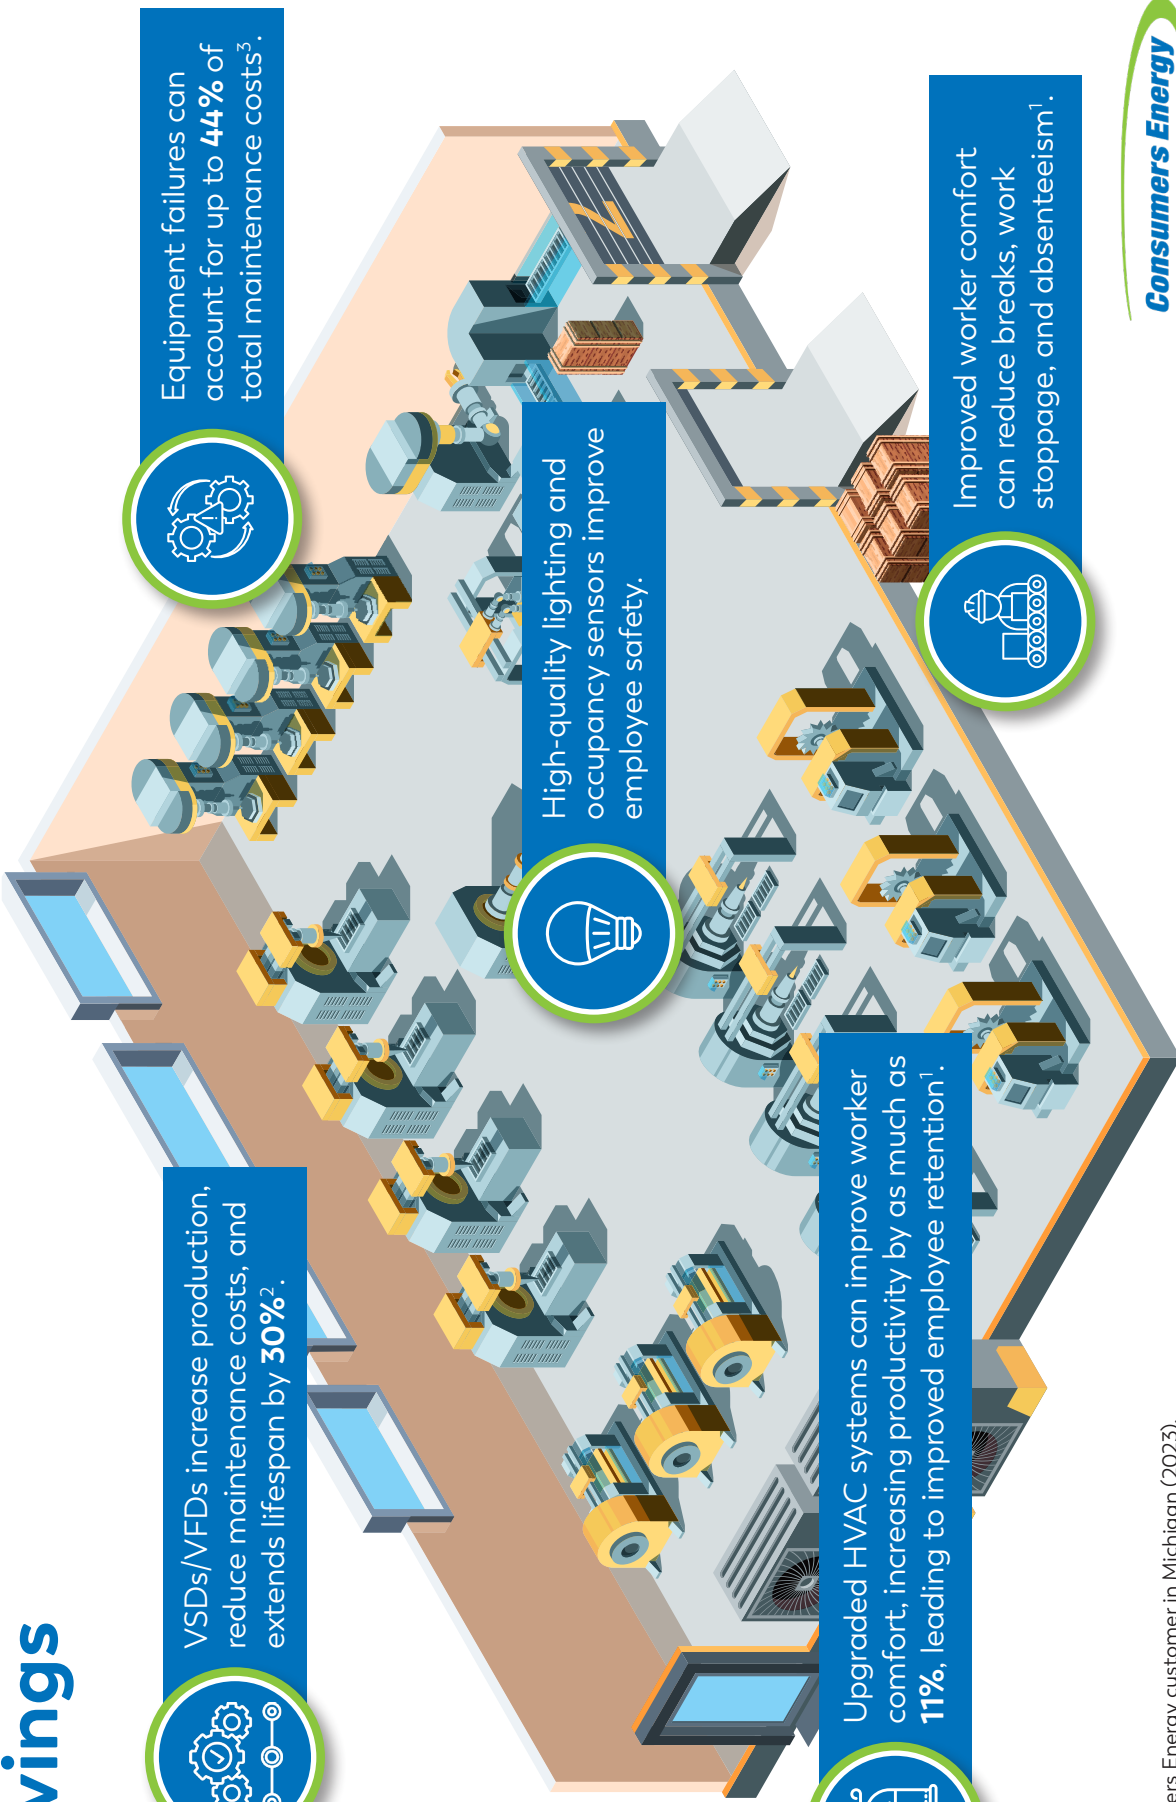 vings
VSDs/VFDs increase production,
reduce maintenance costs, and
extends lifespan by 30%².
Equipment failures can
account for up to 44% of
total maintenance costs³.
High-quality lighting and
occupancy sensors improve
employee safety.
Upgraded HVAC systems can improve worker
comfort, increasing productivity by as much as
11%, leading to improved employee retention¹.
Improved worker comfort
can reduce breaks, work
stoppage, and absenteeism¹.
ers Energy customer in Michigan (2023).
Consumers Energy